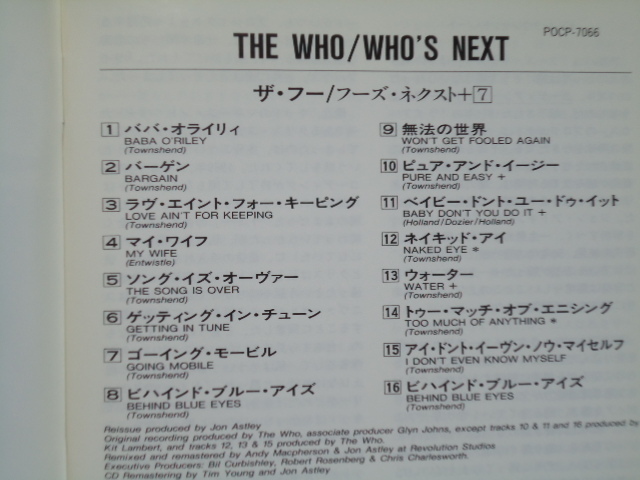 POCP-7066
THE WHO/WHO'S NEXT
ザ・フー/フーズ・ネクスト+7
1 ババ・オライリィ
BABA O'RILEY
(Townshend)
2 バーゲン
BARGAIN
(Townshend)
3 ラヴ・エイント・フォー・キーピング
LOVE AIN'T FOR KEEPING
(Townshend)
4 マイ・ワイフ
MY WIFE
(Entwistle)
5 ソング・イズ・オーヴァー
THE SONG IS OVER
(Townshend)
6 ゲッティング・イン・チューン
GETTING IN TUNE
(Townshend)
7 ゴーイング・モービル
GOING MOBILE
(Townshend)
8 ビハインド・ブルー・アイズ
BEHIND BLUE EYES
(Townshend)
9 無法の世界
WON'T GET FOOLED AGAIN
(Townshend)
10 ピュア・アンド・イージー
PURE AND EASY +
(Townshend)
11 ベイビー・ドント・ユー・ドゥ・イット
BABY DON'T YOU DO IT +
(Holland/Dozier/Holland)
12 ネイキッド・アイ
NAKED EYE *
(Townshend)
13 ウォーター
WATER +
(Townshend)
14 トゥー・マッチ・オブ・エニシング
TOO MUCH OF ANYTHING *
(Townshend)
15 アイ・ドント・イーヴン・ノウ・マイセルフ
I DON'T EVEN KNOW MYSELF
(Townshend)
16 ビハインド・ブルー・アイズ
BEHIND BLUE EYES
(Townshend)
Reissue produced by Jon Astley
Original recording produced by The Who, associate producer Glyn Johns, except tracks 10 & 11 and 16 produced by
Kit Lambert, and tracks 12, 13 & 15 produced by The Who.
Remixed and remastered by Andy Macpherson & Jon Astley at Revolution Studios
Executive Producers: Bill Curbishley, Robert Rosenberg & Chris Charlesworth.
CD Remastering by Tim Young and Jon Astley